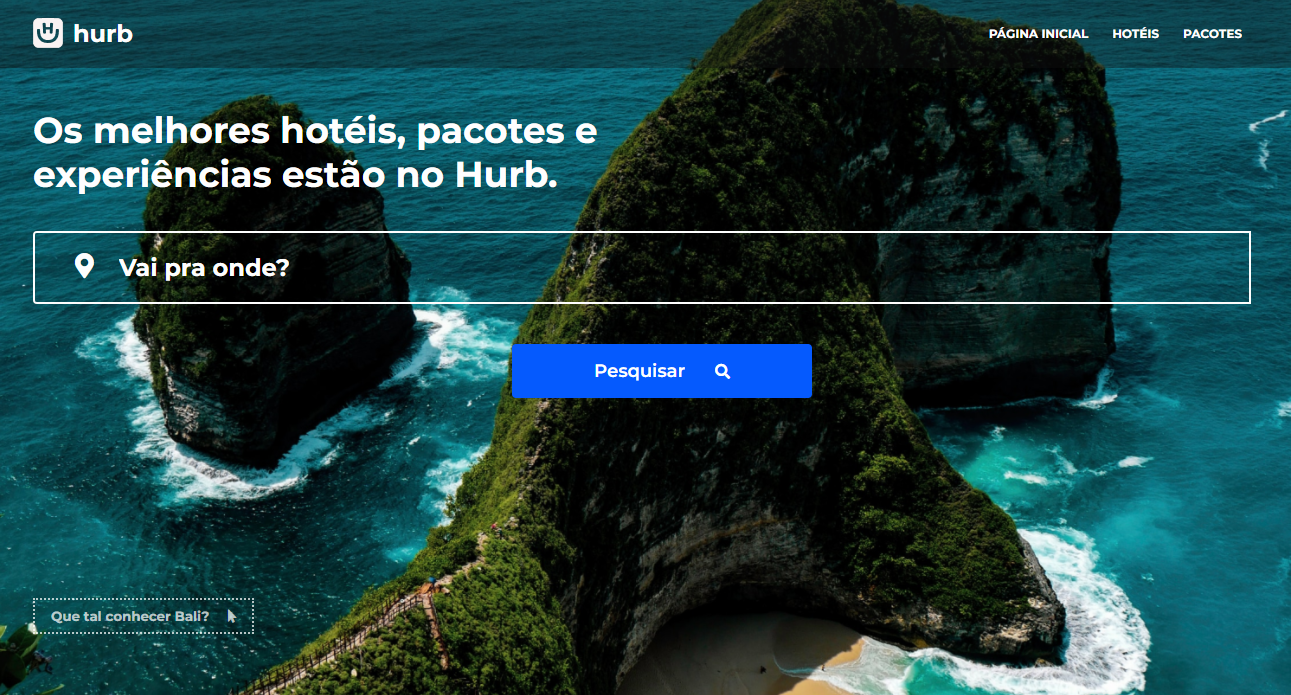 hurb
PÁGINA INICIAL HOTÉIS PACOTES
Os melhores hotéis, pacotes e
experiências estão no Hurb.
Vai pra onde?
Pesquisar
Que tal conhecer Bali?